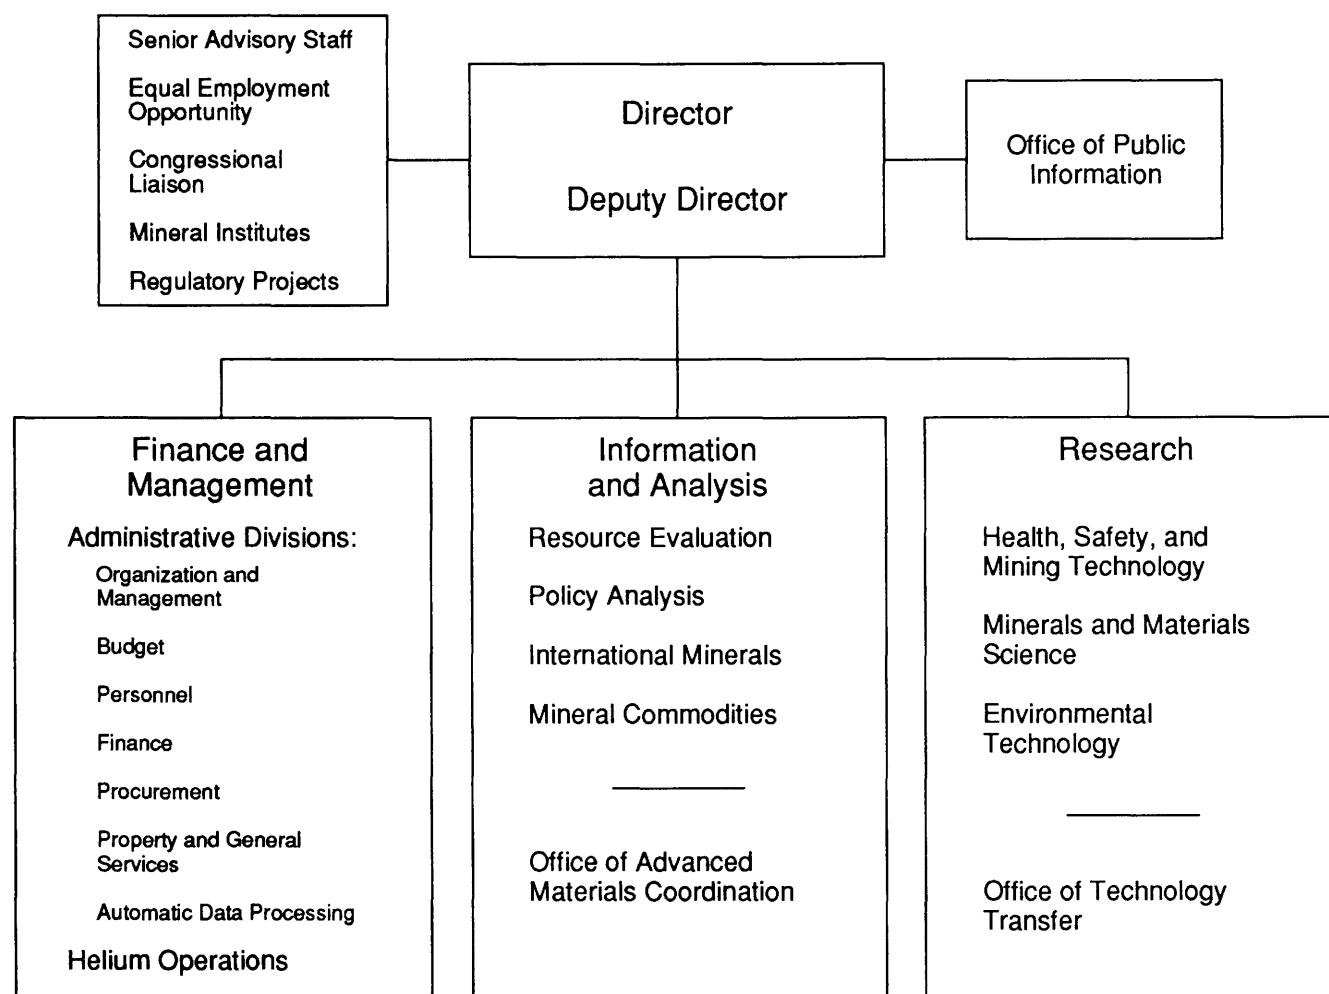 Senior Advisory Staff
Equal Employment
Opportunity
Congressional
Liaison
Mineral Institutes
Regulatory Projects
Director
Deputy Director
Office of Public
Information
Finance and
Management
Administrative Divisions:
Organization and
Management
Budget
Personnel
Finance
Procurement
Property and General
Services
Automatic Data Processing
Helium Operations
Information
and Analysis
Resource Evaluation
Policy Analysis
International Minerals
Mineral Commodities
Office of Advanced
Materials Coordination
Research
Health, Safety, and
Mining Technology
Minerals and Materials
Science
Environmental
Technology
Office of Technology
Transfer